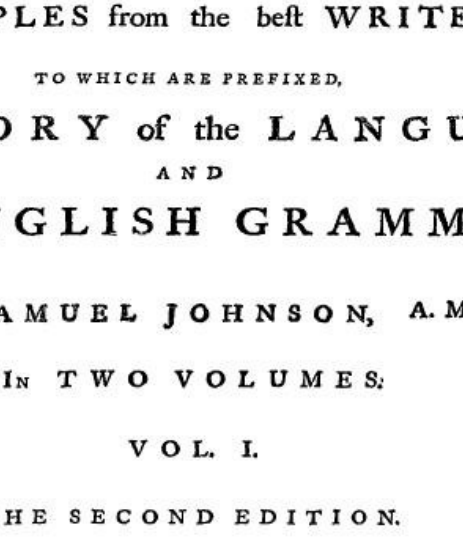 PLES from the beſt WRITE
TO WHICH ARE PREFIXED,
ORY of the LANGU
AND
GLISH GRAMM
AMUEL JOHNSON, A. M
IN TWO VOLUMES.
VOL. I.
HE SECOND EDITION.